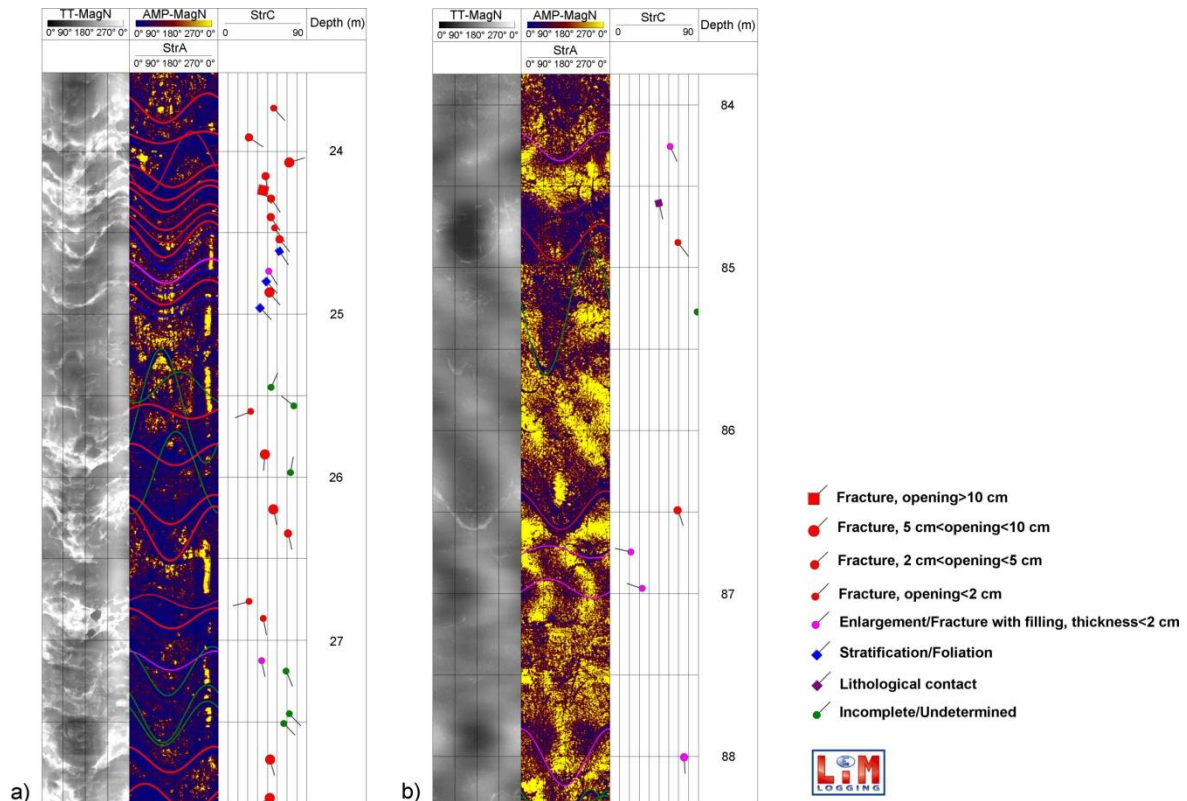 TT-MagN AMP-MagN StrC Depth (m)
0° 90° 180° 270° 0° 0° 90° 180° 270° 0° 0 90
StrA
0° 90° 180° 270° 0°
24
25
26
27
a)
TT-MagN AMP-MagN StrC Depth (m)
0° 90° 180° 270° 0° 0° 90° 180° 270° 0° 0 90
StrA
0° 90° 180° 270° 0°
84
85
86
87
88
b)
Fracture, opening>10 cm
Fracture, 5 cm<opening<10 cm
Fracture, 2 cm<opening<5 cm
Fracture, opening<2 cm
Enlargement/Fracture with filling, thickness<2 cm
Stratification/Foliation
Lithological contact
Incomplete/Undetermined
LiM
LOGGING